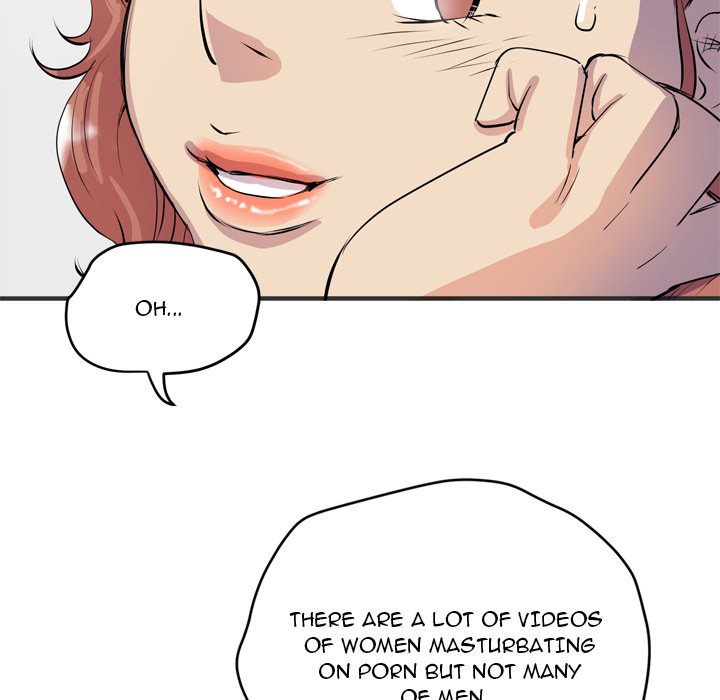 OH...
THERE ARE A LOT OF VIDEOS
OF WOMEN MASTURBATING
ON PORN BUT NOT MANY
OF MEN